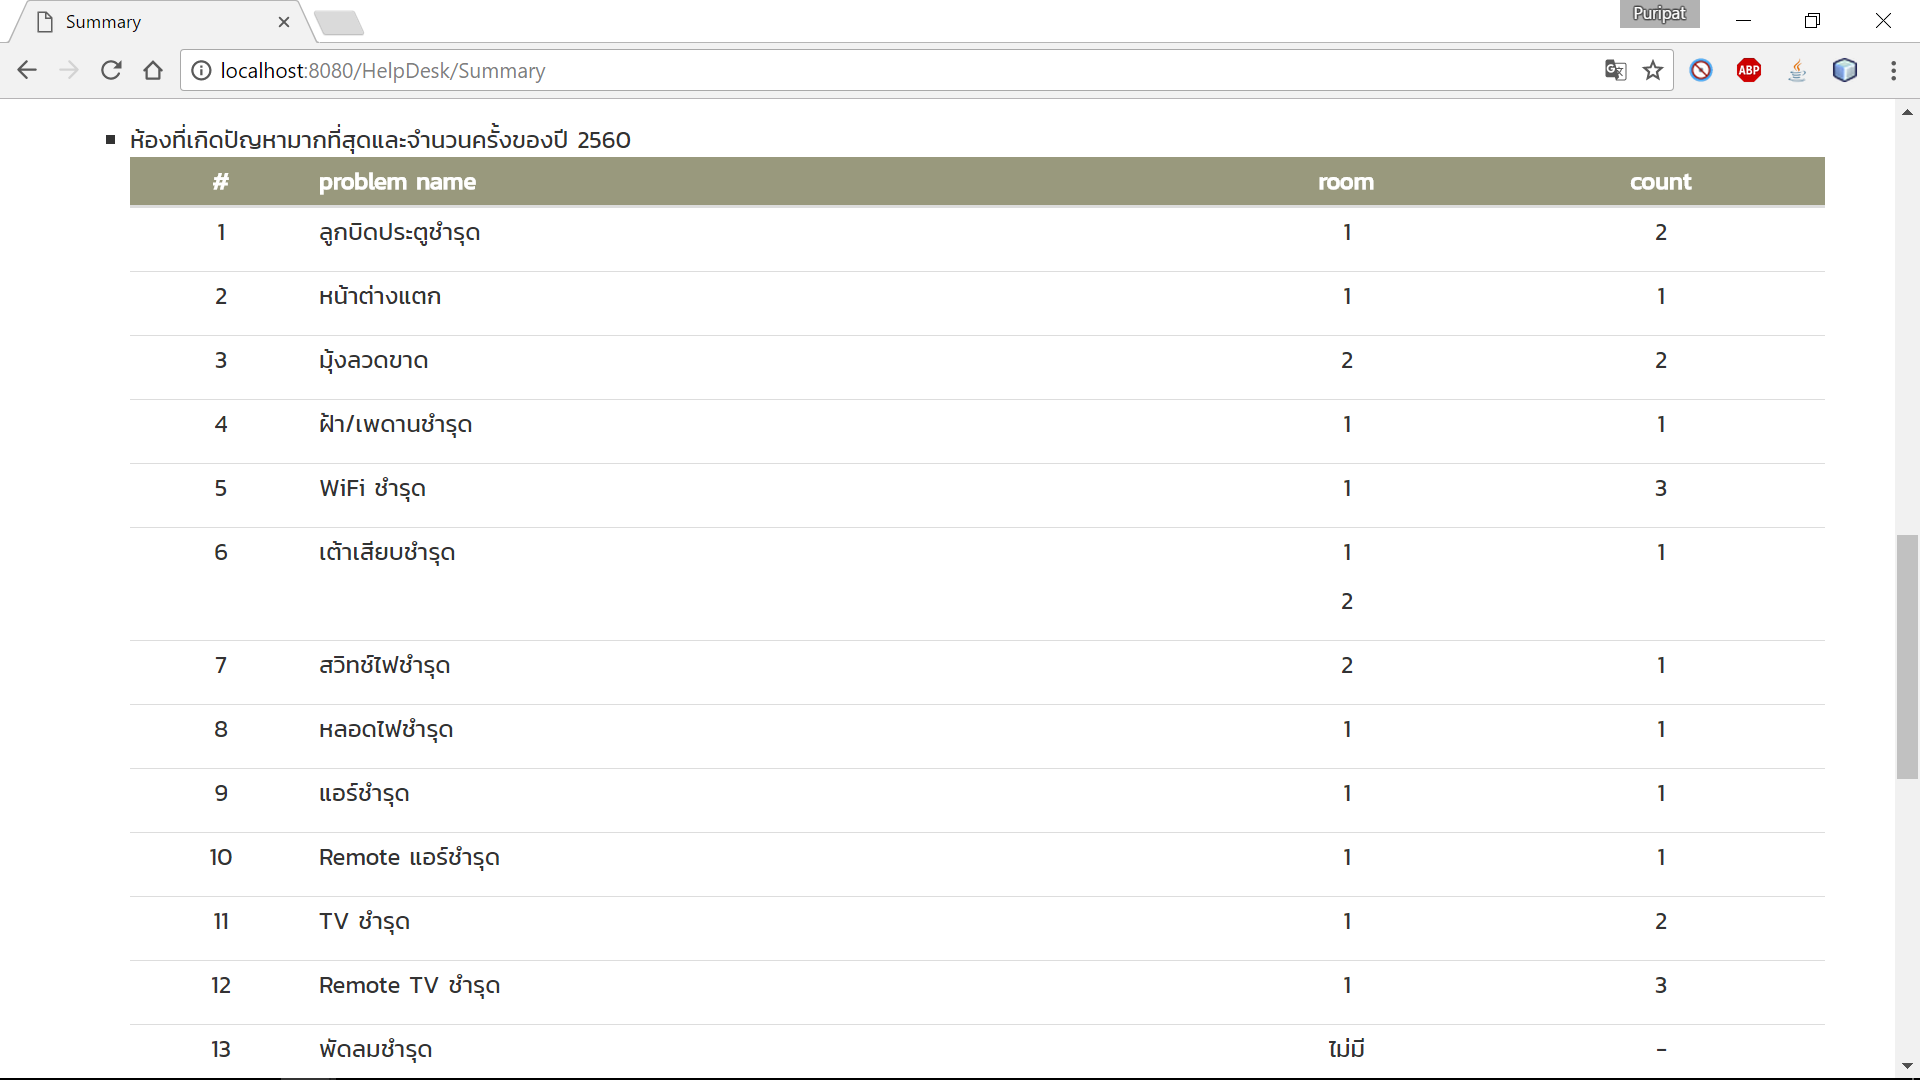 Summary
Puripat
localhost:8080/HelpDesk/Summary
ABP
ห้องที่เกิดปัญหามากที่สุดและจำนวนครั้งของปี 2560
# problem name room count
1 ลูกบิดประตูชำรุด 1 2
2 หน้าต่างแตก 1 1
3 มุ้งลวดขาด 2 2
4 ฝ้า/เพดานชำรุด 1 1
5 WiFi ชำรุด 1 3
6 เต้าเสียบชำรุด 1 1
2
7 สวิทช์ไฟชำรุด 2 1
8 หลอดไฟชำรุด 1 1
9 แอร์ชำรุด 1 1
10 Remote แอร์ชำรุด 1 1
11 TV ชำรุด 1 2
12 Remote TV ชำรุด 1 3
13 พัดลมชำรุด ไม่มี -